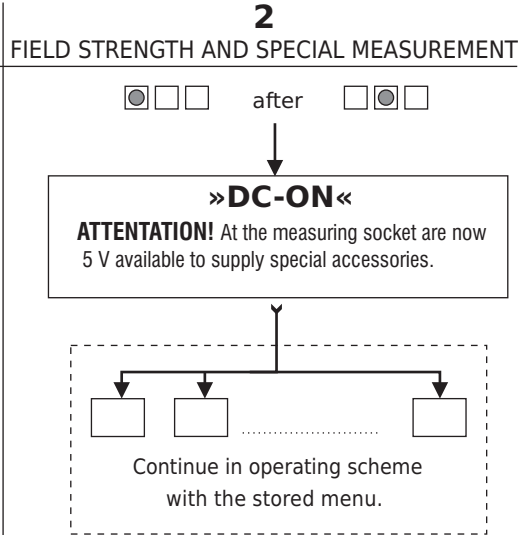 2
FIELD STRENGTH AND SPECIAL MEASUREMENT
after
»DC-ON«
ATTENTATION! At the measuring socket are now
5 V available to supply special accessories.
Continue in operating scheme
with the stored menu.